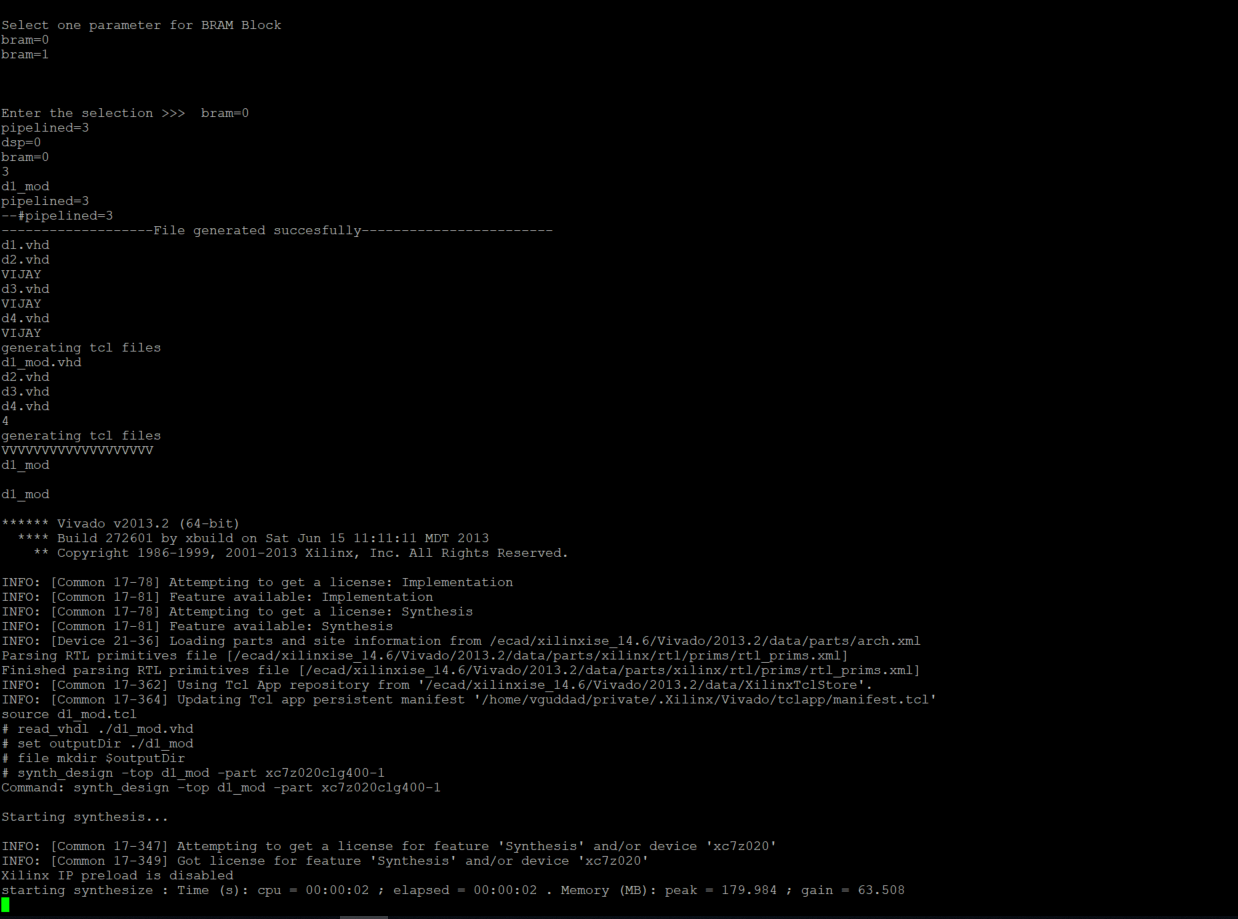 Select one parameter for BRAM Block
bram=0
bram=1
Enter the selection >>>  bram=0
pipelined=3
dsp=0
bram=0
3
d1_mod
pipelined=3
--#pipelined=3
-------------------File generated succesfully------------------------
d1.vhd
d2.vhd
VIJAY
d3.vhd
VIJAY
d4.vhd
VIJAY
generating tcl files
d1_mod.vhd
d2.vhd
d3.vhd
d4.vhd
4
generating tcl files
VVVVVVVVVVVVVVVVVVV
d1_mod
d1_mod
****** Vivado v2013.2 (64-bit)
  **** Build 272601 by xbuild on Sat Jun 15 11:11:11 MDT 2013
    ** Copyright 1986-1999, 2001-2013 Xilinx, Inc. All Rights Reserved.
INFO: [Common 17-78] Attempting to get a license: Implementation
INFO: [Common 17-81] Feature available: Implementation
INFO: [Common 17-78] Attempting to get a license: Synthesis
INFO: [Common 17-81] Feature available: Synthesis
INFO: [Device 21-36] Loading parts and site information from /ecad/xilinxise_14.6/Vivado/2013.2/data/parts/arch.xml
Parsing RTL primitives file [/ecad/xilinxise_14.6/Vivado/2013.2/data/parts/xilinx/rtl/prims/rtl_prims.xml]
Finished parsing RTL primitives file [/ecad/xilinxise_14.6/Vivado/2013.2/data/parts/xilinx/rtl/prims/rtl_prims.xml]
INFO: [Common 17-362] Using Tcl App repository from '/ecad/xilinxise_14.6/Vivado/2013.2/data/XilinxTclStore'.
INFO: [Common 17-364] Updating Tcl app persistent manifest '/home/vguddad/private/.Xilinx/Vivado/tclapp/manifest.tcl'
source d1_mod.tcl
# read_vhdl ./d1_mod.vhd
# set outputDir ./d1_mod
# file mkdir $outputDir
# synth_design -top d1_mod -part xc7z020clg400-1
Command: synth_design -top d1_mod -part xc7z020clg400-1
Starting synthesis...
INFO: [Common 17-347] Attempting to get a license for feature 'Synthesis' and/or device 'xc7z020'
INFO: [Common 17-349] Got license for feature 'Synthesis' and/or device 'xc7z020'
Xilinx IP preload is disabled
starting synthesize : Time (s): cpu = 00:00:02 ; elapsed = 00:00:02 . Memory (MB): peak = 179.984 ; gain = 63.508